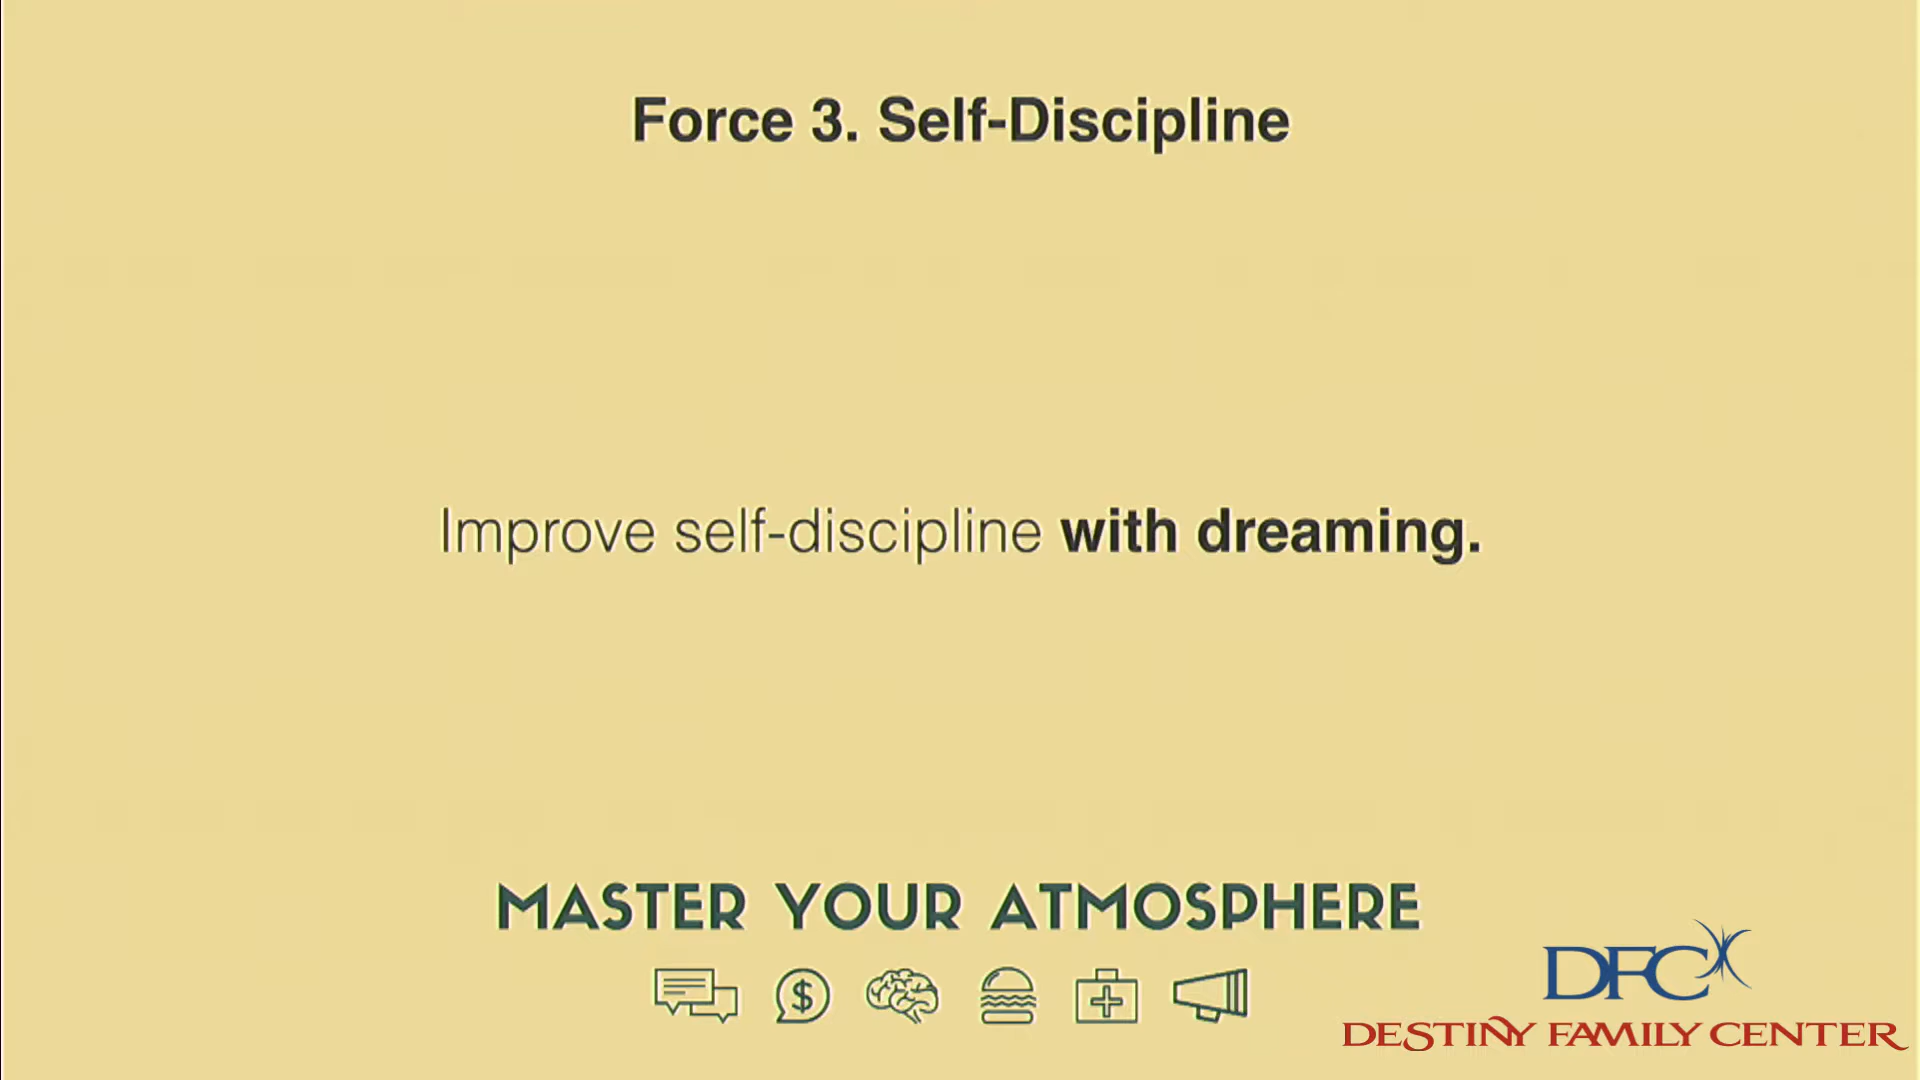 Force 3. Self-Discipline
Improve self-discipline with dreaming.
MASTER YOUR ATMOSPHERE
$
DFC
DESTINY FAMILY CENTER